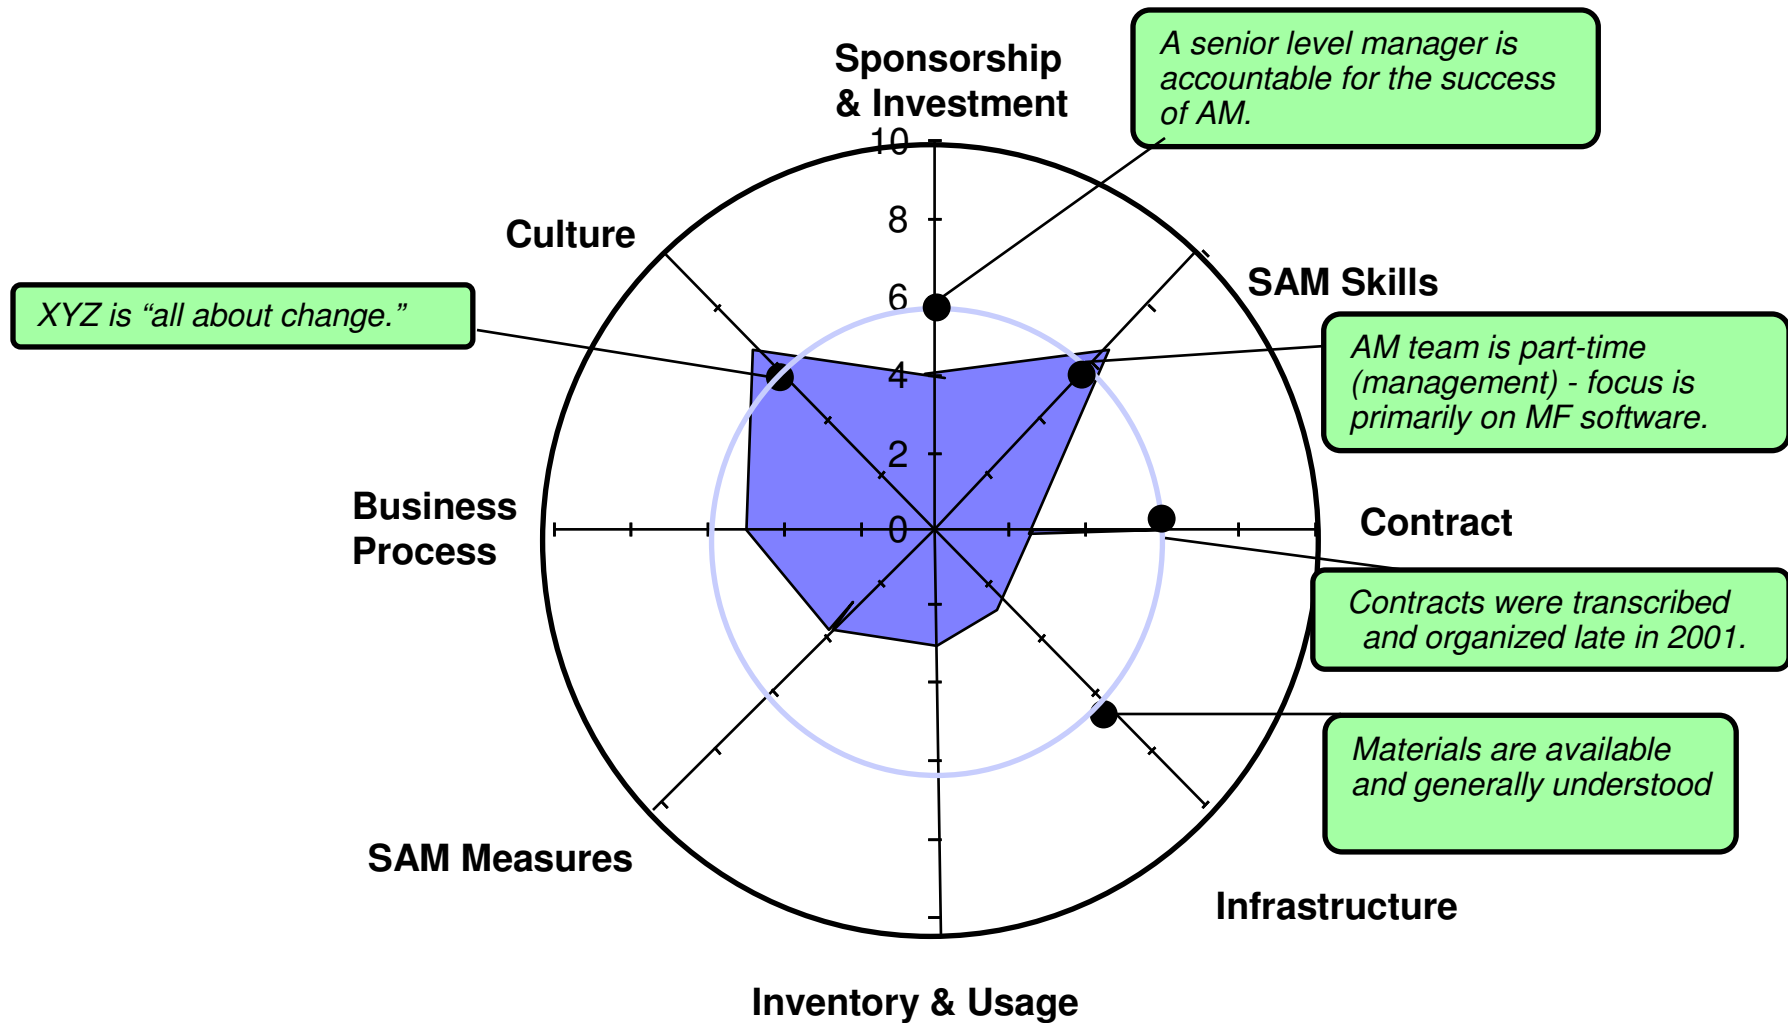 Sponsorship
& Investment
A senior level manager is
accountable for the success
of AM.
10
8
6
4
2
0
Culture
SAM Skills
XYZ is “all about change.”
AM team is part-time
(management) - focus is
primarily on MF software.
Business
Process
Contract
Contracts were transcribed
and organized late in 2001.
Materials are available
and generally understood
SAM Measures
Infrastructure
Inventory & Usage